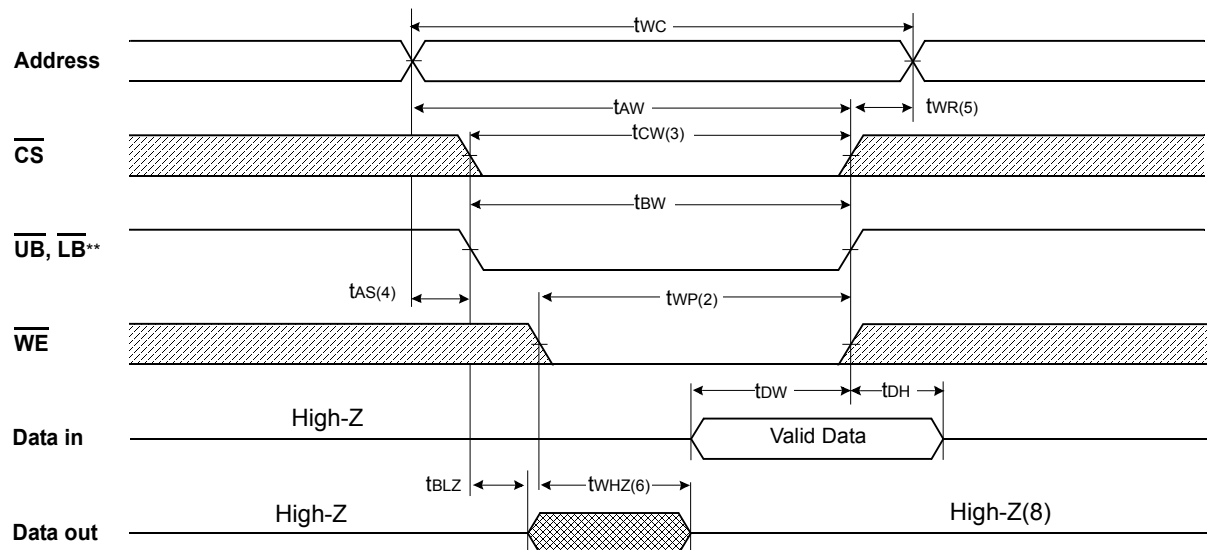 tWC
Address
tAW
tWR(5)
tCW(3)
CS
tBW
UB, LB**
tAS(4)
tWP(2)
WE
tDW
tDH
High-Z
Data in
Valid Data
tBLZ
tWHZ(6)
High-Z
High-Z(8)
Data out